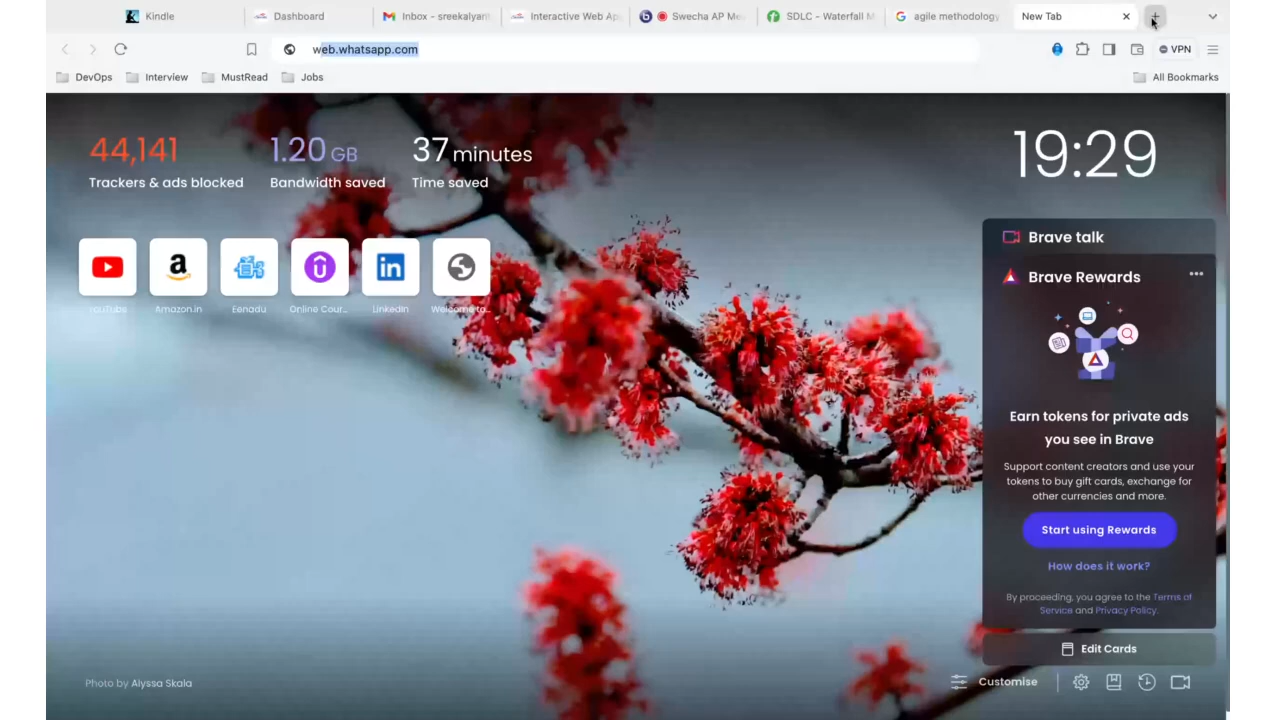 Kindle
Dashboard
Inbox - sreekalyan
Interactive Web Ap
Swecha AP Me
SDLC - Waterfall M
agile methodology
New Tab
web.whatsapp.com
VPN
DevOps
Interview
MustRead
Jobs
All Bookmarks
44,141
1.20 GB
37 minutes
Trackers & ads blocked
Bandwidth saved
Time saved
19:29
YouTube
Amazon.in
Eenadu
Online Cour...
LinkedIn
Welcome to...
Brave talk
Brave Rewards
Earn tokens for private ads
you see in Brave
Support content creators and use your
tokens to buy gift cards, exchange for
other currencies and more.
Start using Rewards
How does it work?
By proceeding, you agree to the Terms of
Service and Privacy Policy.
Edit Cards
Photo by Alyssa Skala
Customise